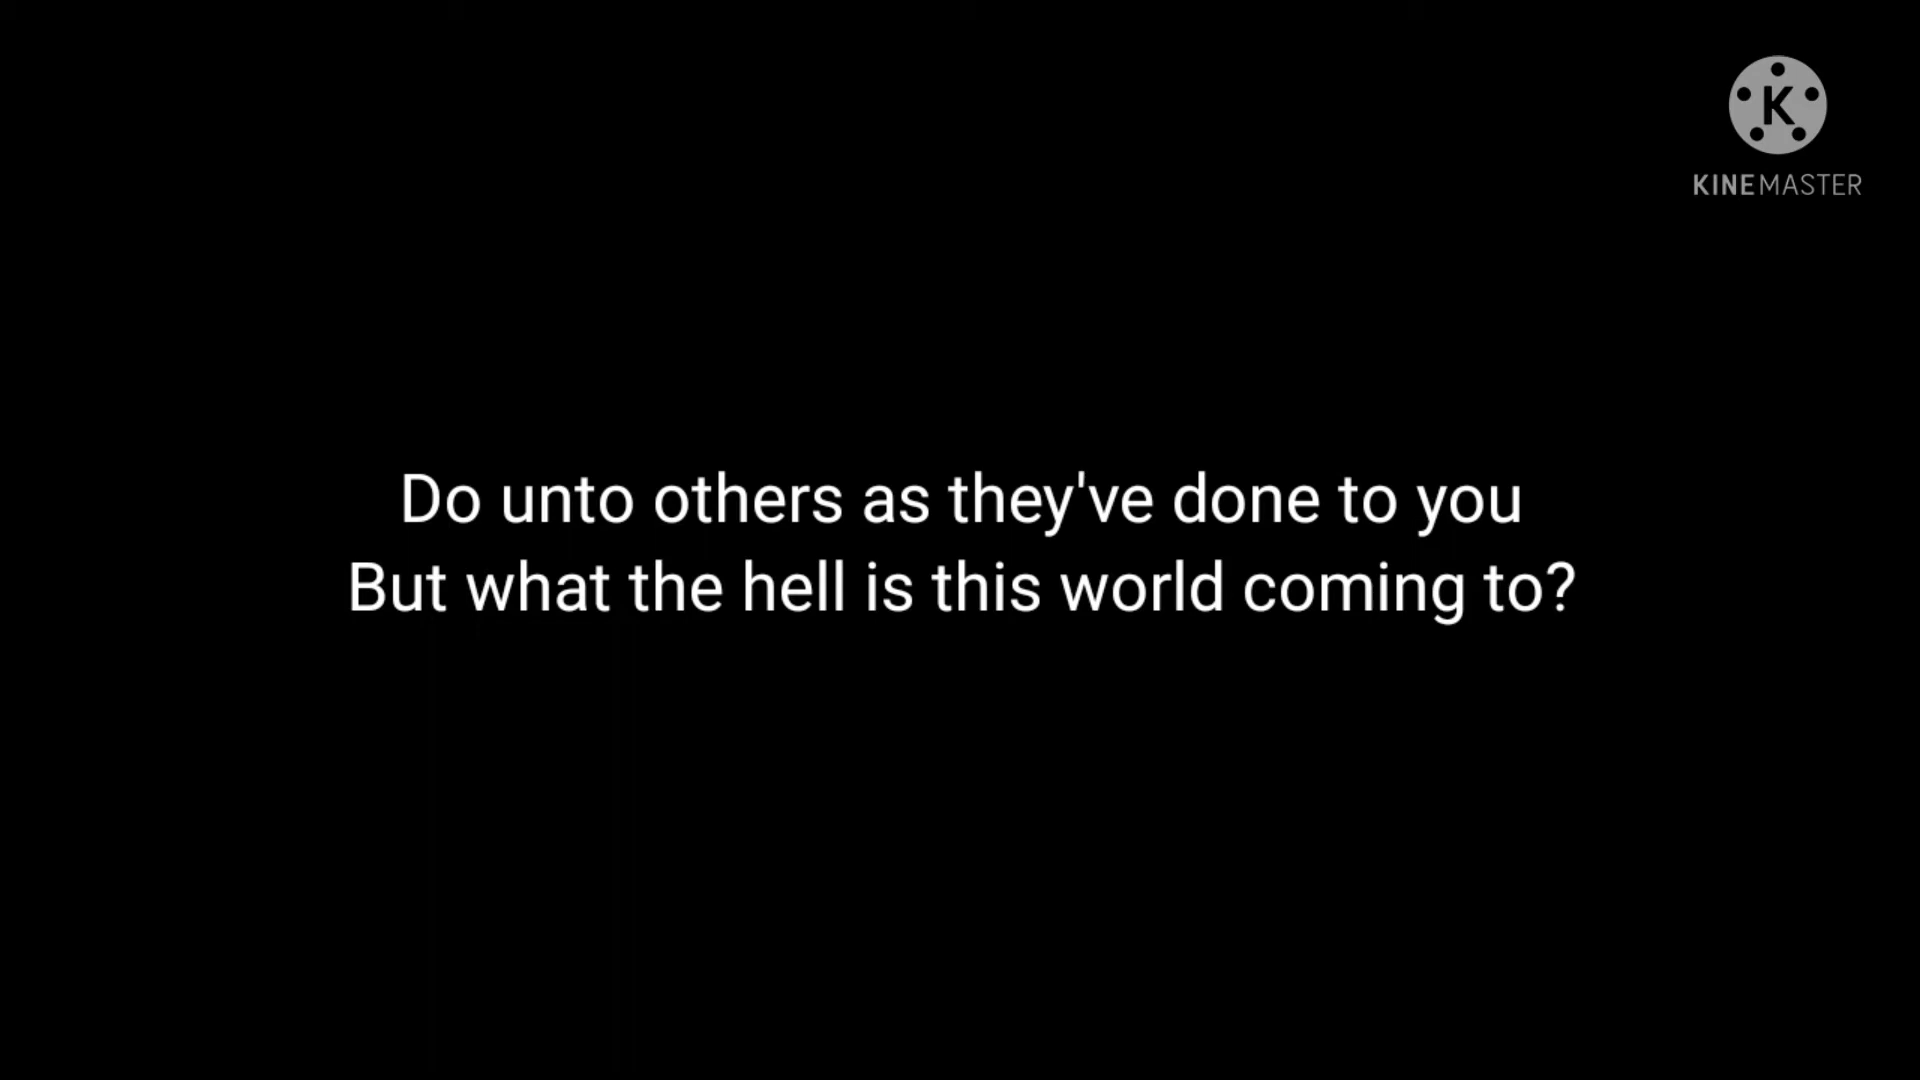 K
KINEMASTER
Do unto others as they've done to you
But what the hell is this world coming to?